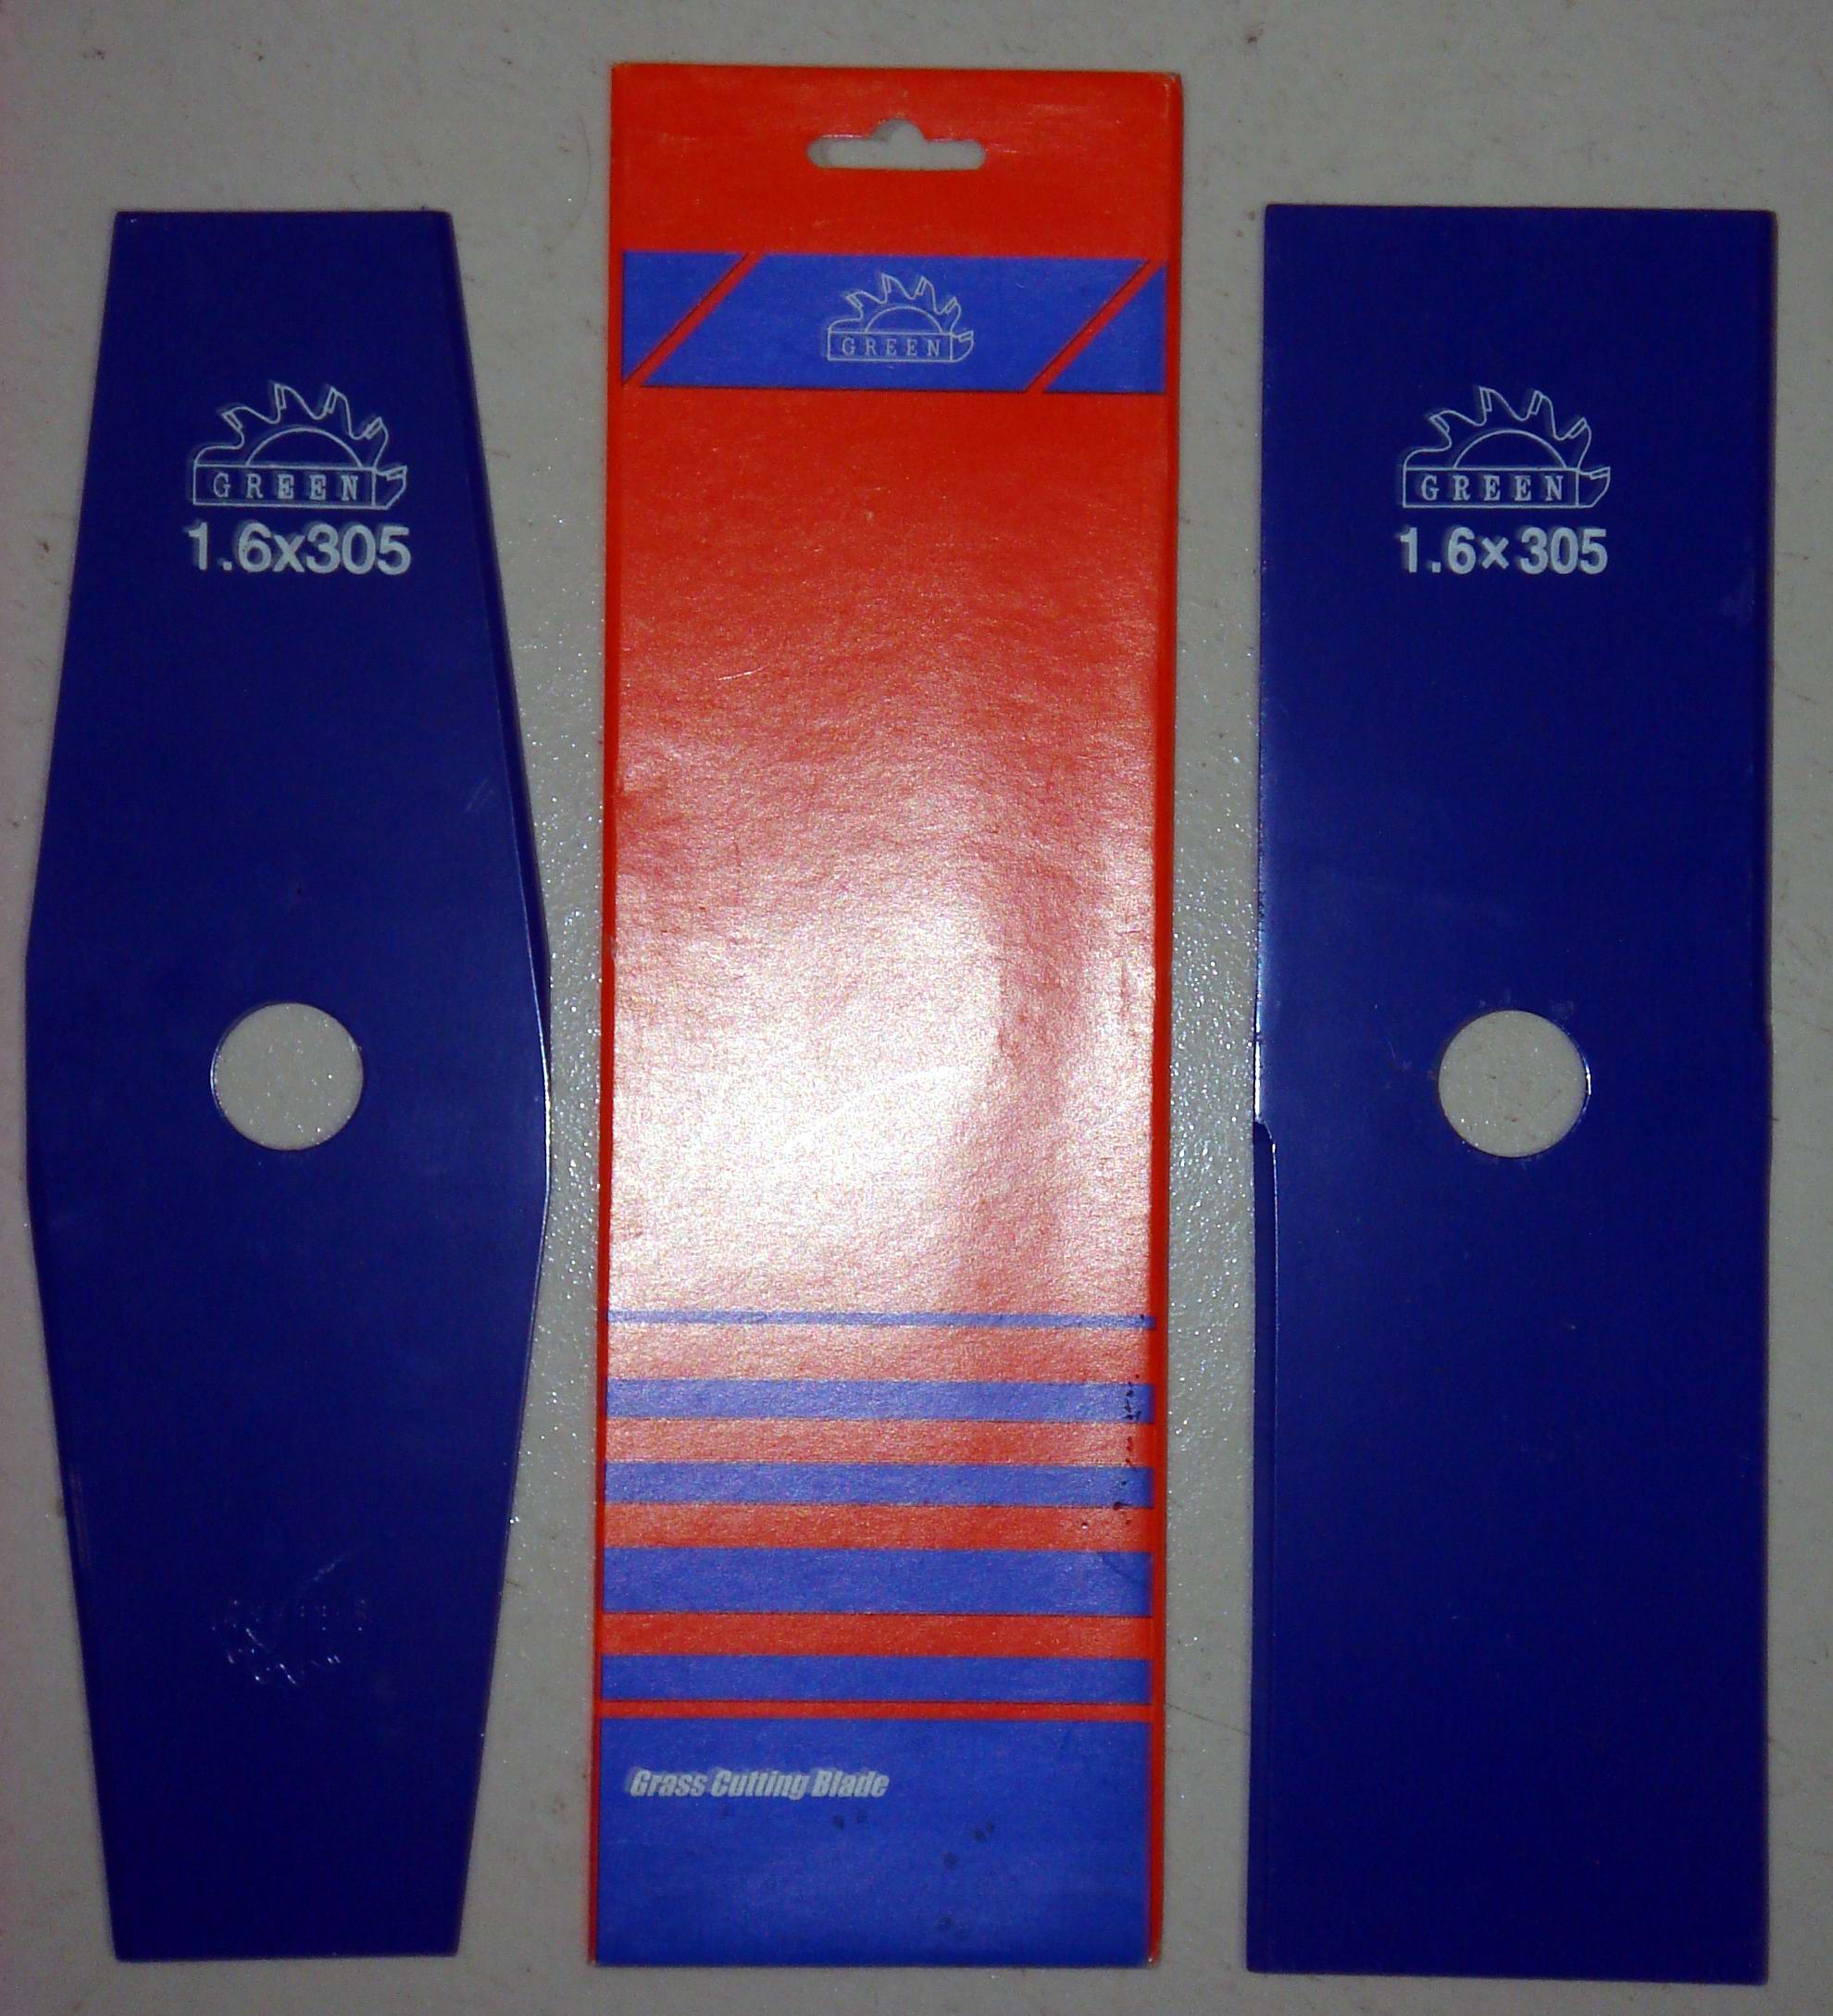 GREEN
1.6x305
GREEN
Grass Cutting Blade
GREEN
1.6×305